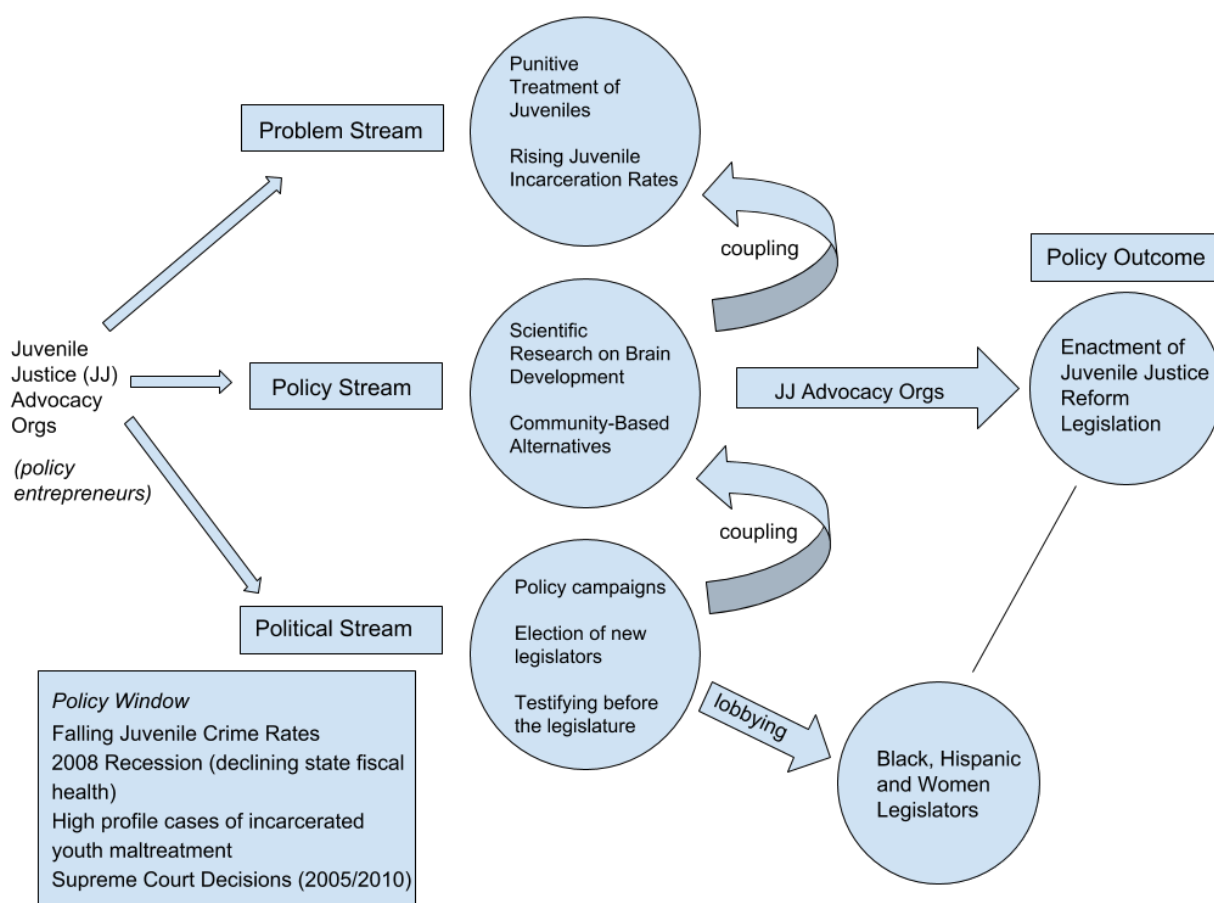 Problem Stream
Punitive
Treatment of
Juveniles
Rising Juvenile
Incarceration Rates
coupling
Policy Outcome
Juvenile
Justice (JJ)
Advocacy
Orgs
(policy
entrepreneurs)
Policy Stream
Scientific
Research on Brain
Development
Community-Based
Alternatives
JJ Advocacy Orgs
Enactment of
Juvenile Justice
Reform
Legislation
coupling
Political Stream
Policy campaigns
Election of new
legislators
Testifying before
the legislature
lobbying
Black, Hispanic
and Women
Legislators
Policy Window
Falling Juvenile Crime Rates
2008 Recession (declining state fiscal
health)
High profile cases of incarcerated
youth maltreatment
Supreme Court Decisions (2005/2010)